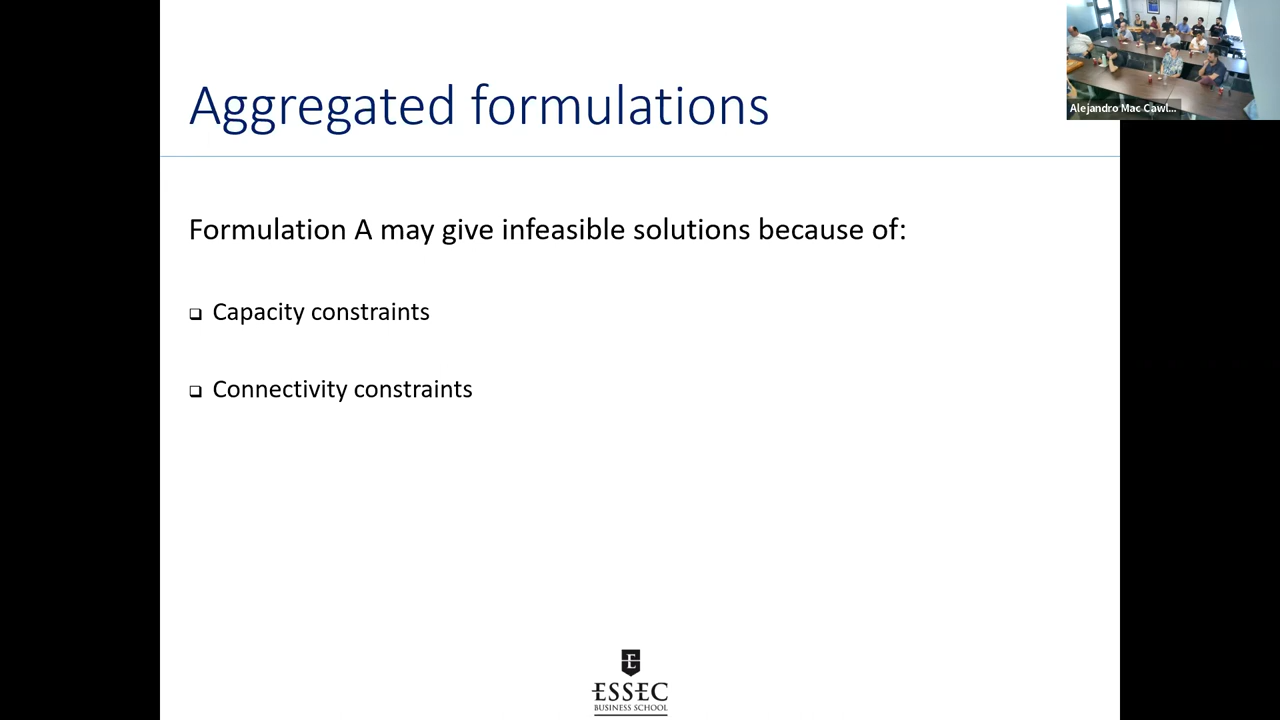 Aggregated formulations
Alejandro Mac Cawl...
Formulation A may give infeasible solutions because of:
Capacity constraints
Connectivity constraints
E
ESSEC
BUSINESS SCHOOL